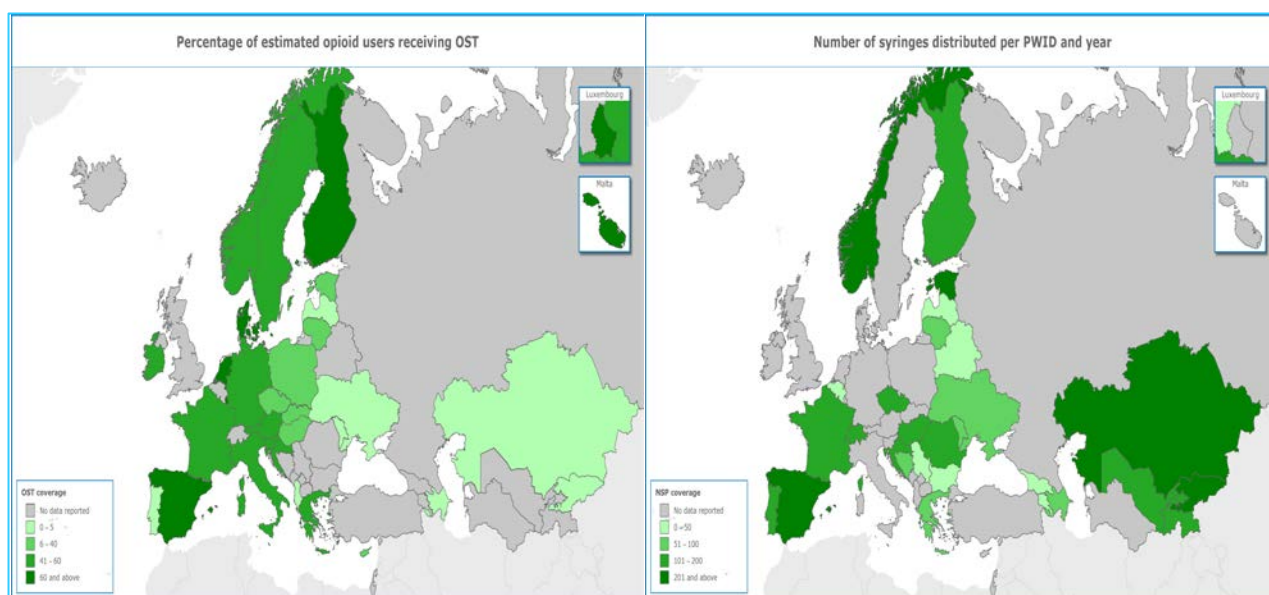 Percentage of estimated opioid users receiving OST
Luxembourg
Malta
OST coverage
No data reported
0 – 5
6 – 40
41 – 60
60 and above
Number of syringes distributed per PWID and year
Luxembourg
Malta
NSP coverage
No data reported
0 – 50
51 – 100
101 – 200
201 and above